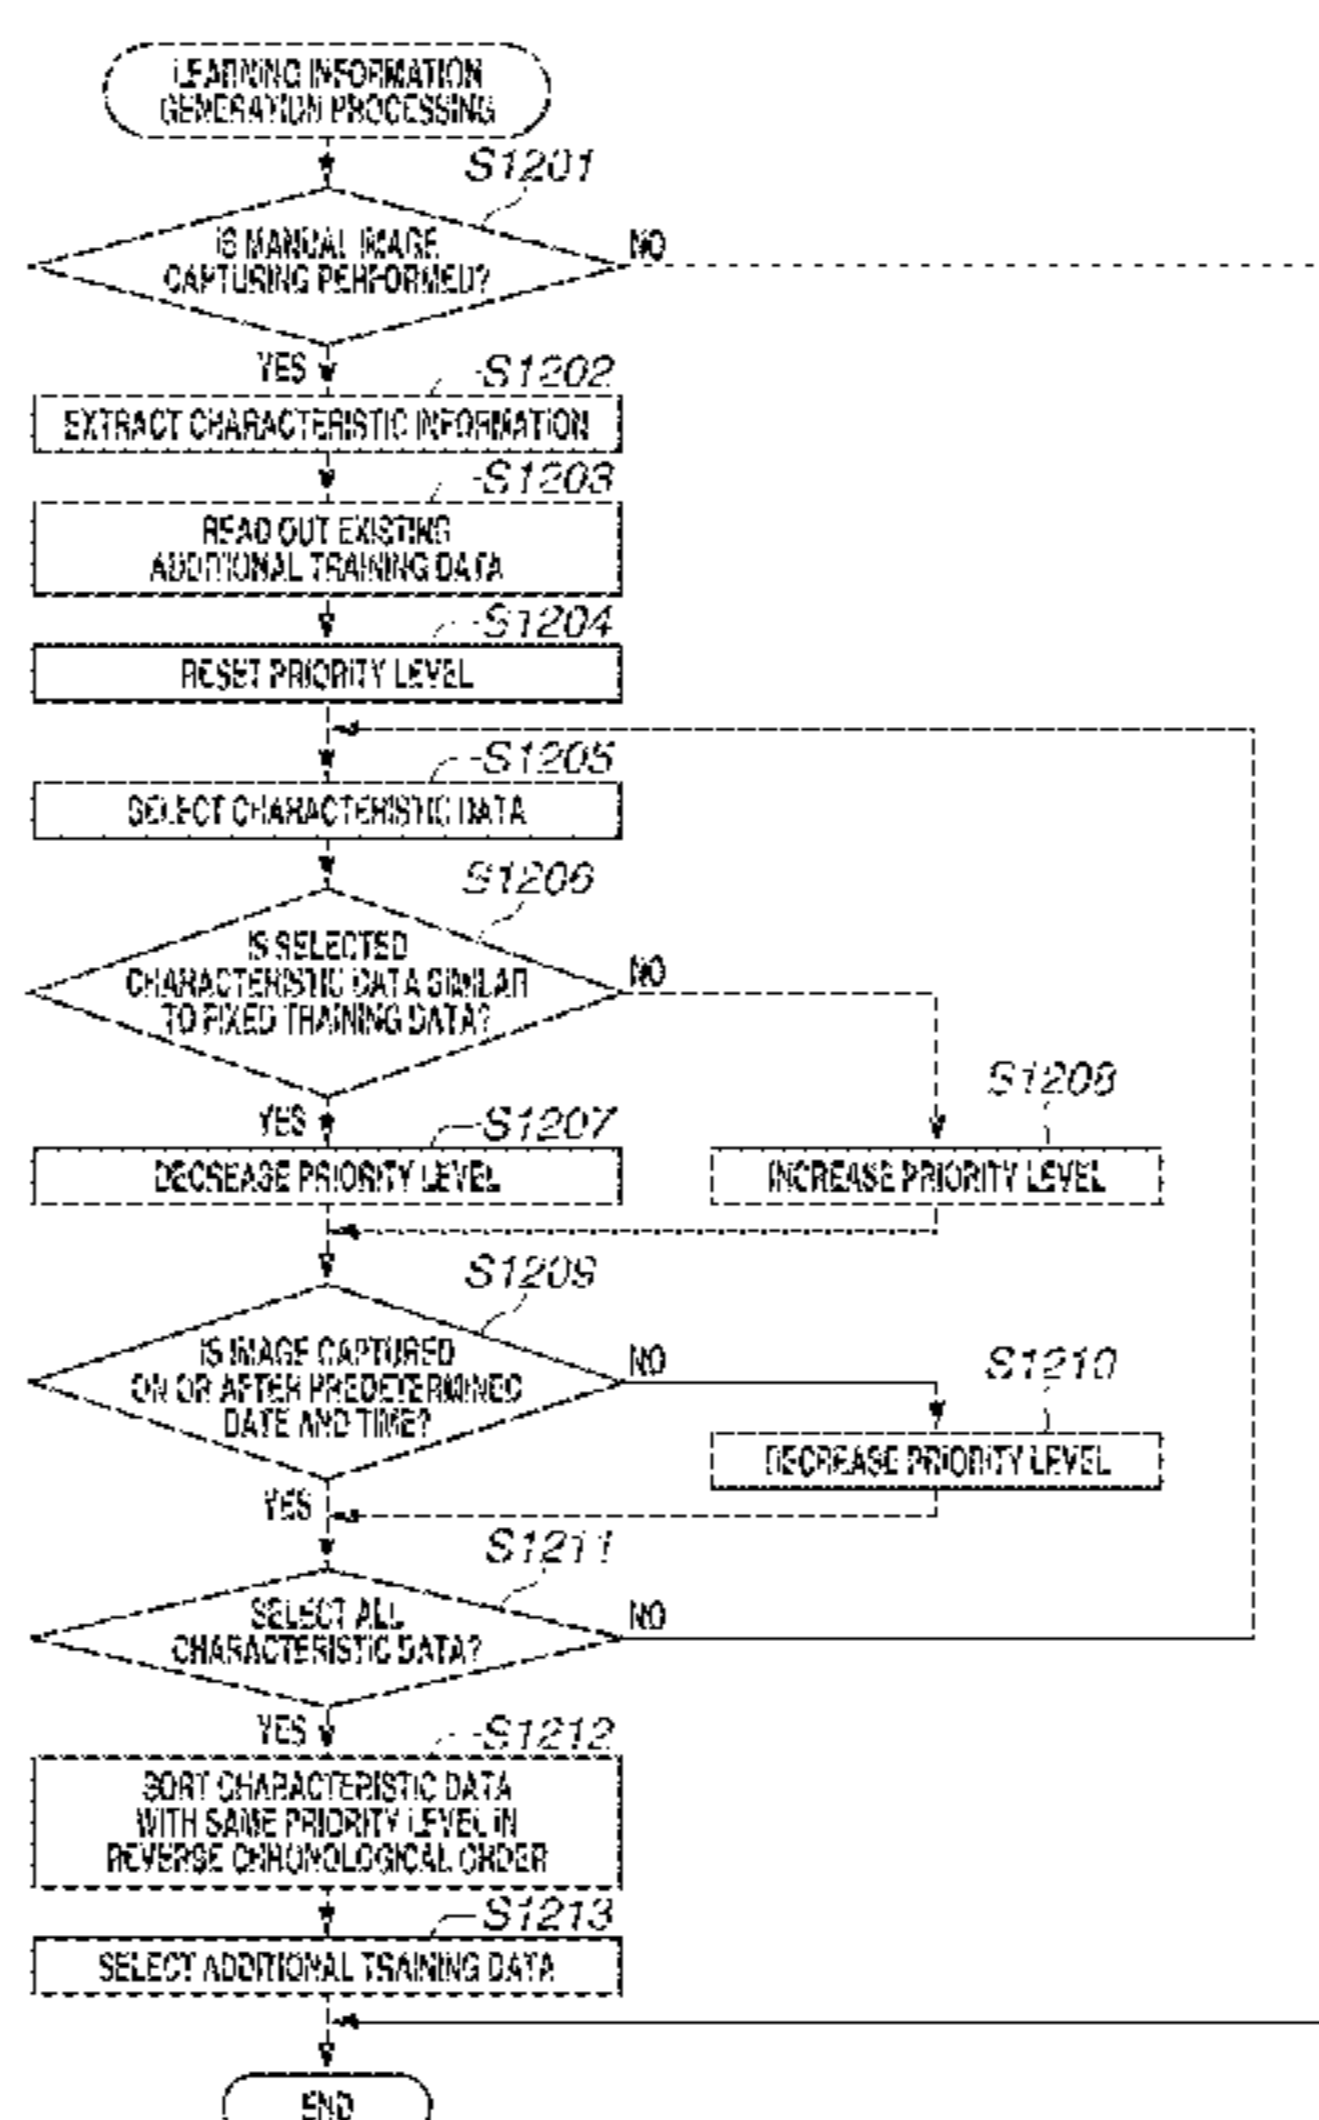 LEARNING INFORMATION
GENERATION PROCESSING
S1201
IS MANUAL IMAGE
CAPTURING PERFORMED?
NO
YES
S1202
EXTRACT CHARACTERISTIC INFORMATION
S1203
READ OUT EXISTING
ADDITIONAL TRAINING DATA
S1204
RESET PRIORITY LEVEL
S1205
SELECT CHARACTERISTIC DATA
S1206
IS SELECTED
CHARACTERISTIC DATA SIMILAR
TO FIXED TRAINING DATA?
NO
YES
S1207
DECREASE PRIORITY LEVEL
S1208
INCREASE PRIORITY LEVEL
S1209
IS IMAGE CAPTURED
ON OR AFTER PREDETERMINED
DATE AND TIME?
NO
S1210
DECREASE PRIORITY LEVEL
YES
S1211
SELECT ALL
CHARACTERISTIC DATA?
NO
YES
S1212
SORT CHARACTERISTIC DATA
WITH SAME PRIORITY LEVEL IN
REVERSE CHRONOLOGICAL ORDER
S1213
SELECT ADDITIONAL TRAINING DATA
END